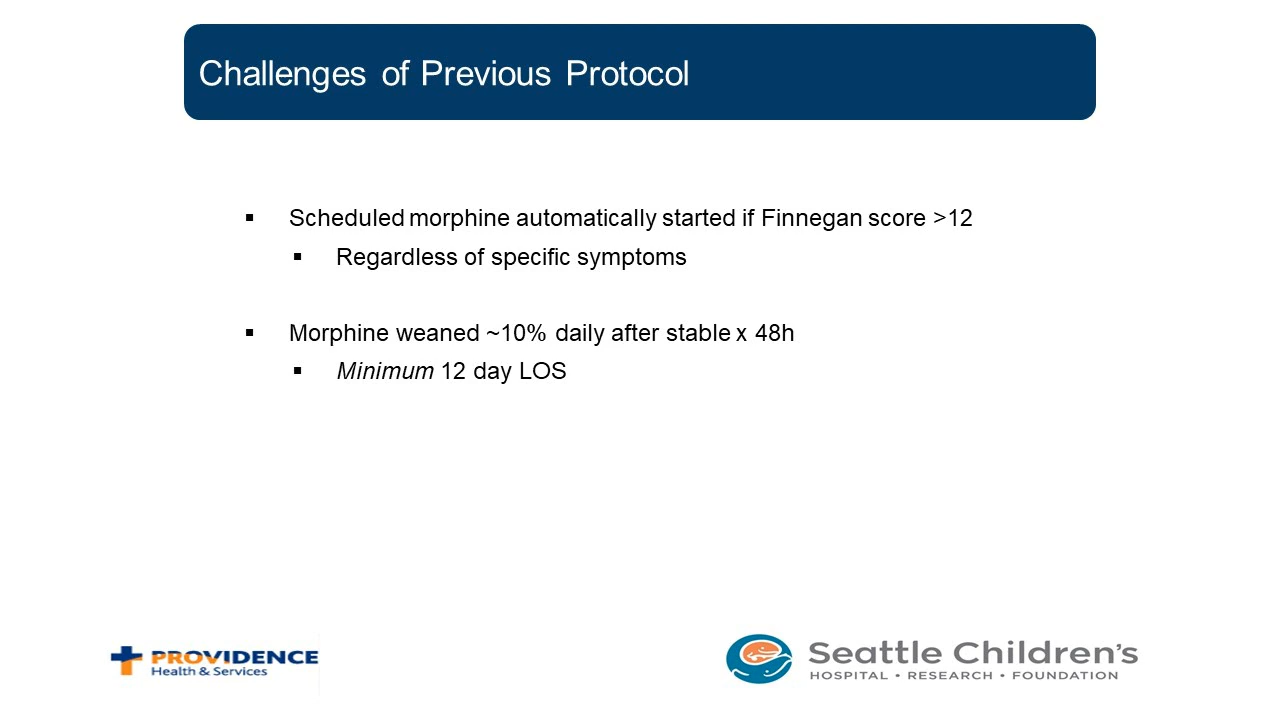 Challenges of Previous Protocol
▪ Scheduled morphine automatically started if Finnegan score >12
▪ Regardless of specific symptoms
▪ Morphine weaned ~10% daily after stable x 48h
▪ Minimum 12 day LOS
PROVIDENCE
Health & Services
Seattle Children's
HOSPITAL • RESEARCH • FOUNDATION